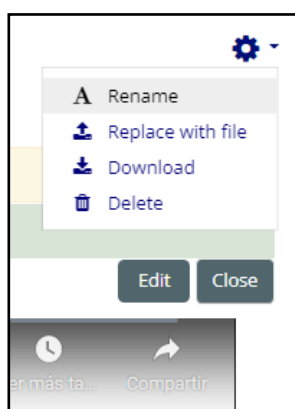 Rename
Replace with file
Download
Delete
Edit Close
er más ta... Compartir